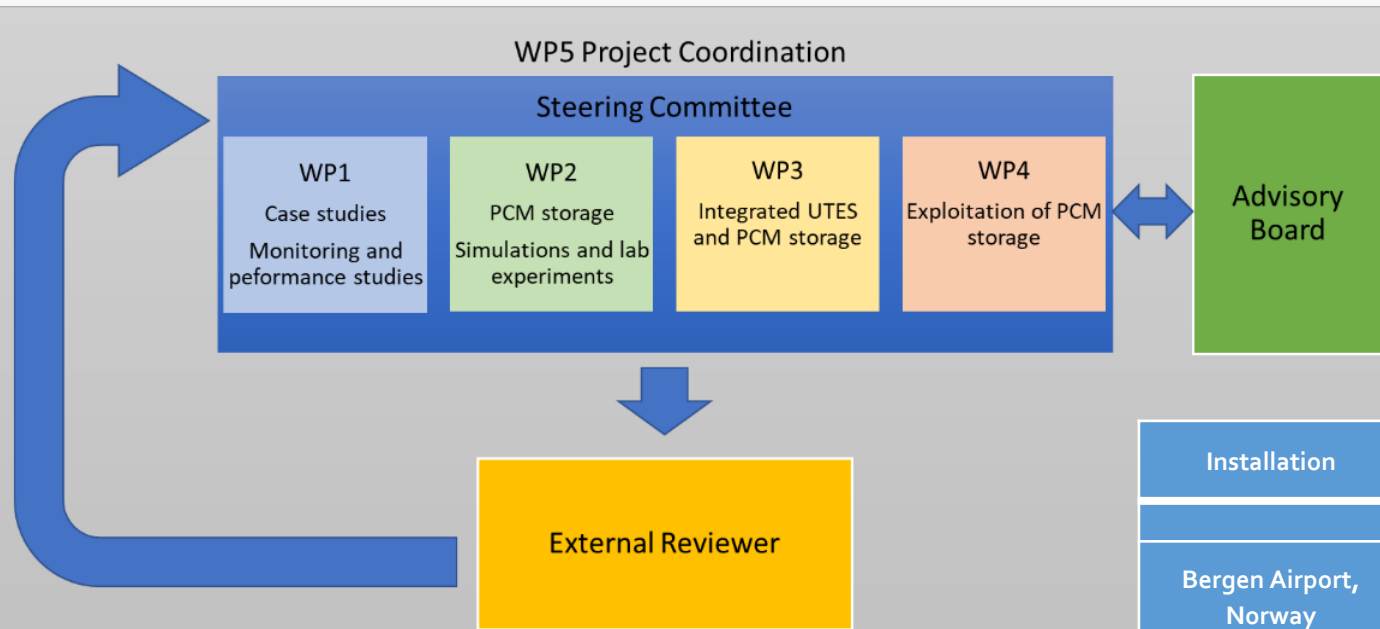 WP5 Project Coordination
Steering Committee
WP1
Case studies
Monitoring and
peformance studies
WP2
PCM storage
Simulations and lab
experiments
WP3
Integrated UTES
and PCM storage
WP4
Exploitation of PCM
storage
Advisory
Board
External Reviewer
Installation
Bergen Airport,
Norway